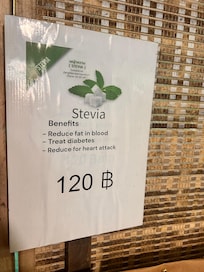 Stevia
Benefits
- Reduce fat in blood
- Treat diabetes
- Reduce for heart attack
120 ฿